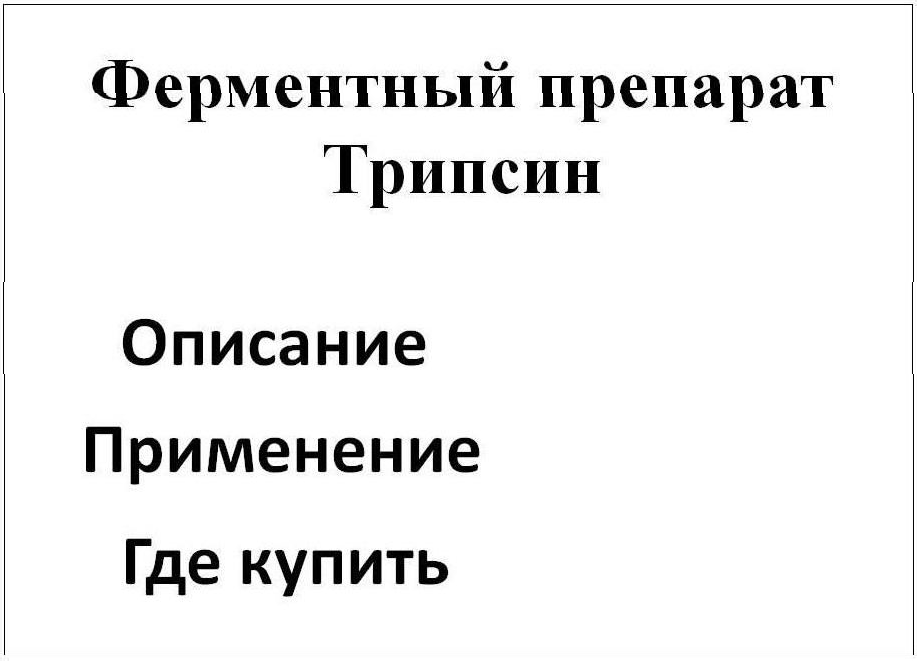 Ферментный препарат
Трипсин
Описание
Применение
Где купить